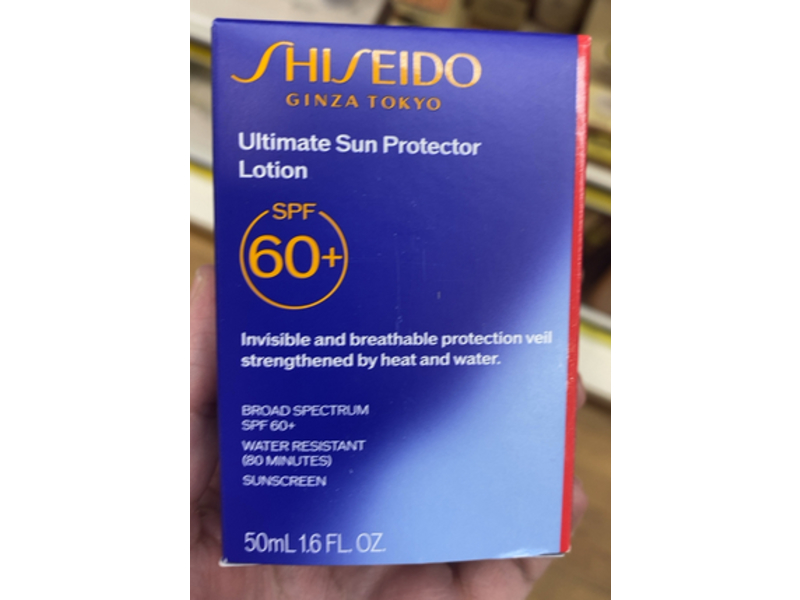 SHISEIDO
GINZA TOKYO
Ultimate Sun Protector
Lotion
SPF
60+
Invisible and breathable protection veil
strengthened by heat and water.
BROAD SPECTRUM
SPF 60+
WATER RESISTANT
(80 MINUTES)
SUNSCREEN
50mL 1.6 FL. OZ.